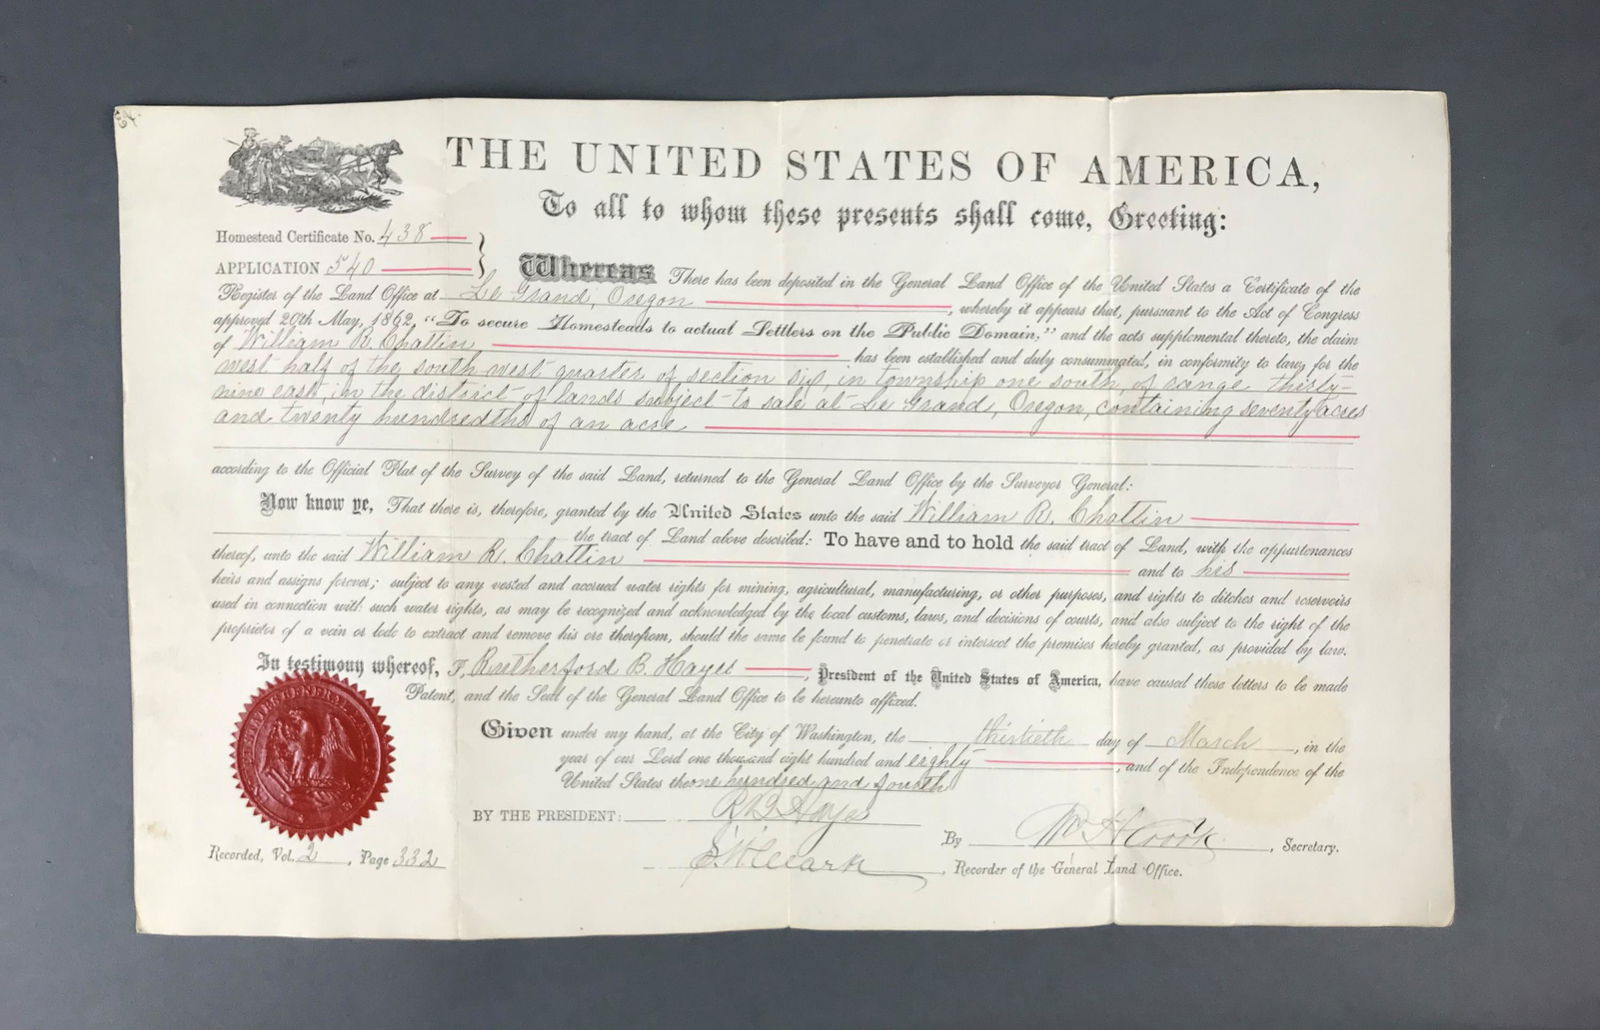 THE UNITED STATES OF AMERICA,
To all to whom these presents shall come, Greeting:
Homestead Certificate No. 438
APPLICATION 540
Whereas There has been deposited in the General Land Office of the United States a Certificate of the
Register of the Land Office at Le Grand, Oregon, whereby it appears that, pursuant to the Act of Congress
approved 20th May, 1862, "To secure Homesteads to actual Settlers on the Public Domain," and the acts supplemental thereto, the claim
of William R. Chattin has been established and duly consummated, in conformity to law, for the
west half of the south west quarter of section six, in township one south, of range thirty-
nine east, in the district of lands subject to sale at Le Grand, Oregon, containing seventy acres
and twenty hundredths of an acre
according to the Official Plat of the Survey of the said Land, returned to the General Land Office by the Surveyor General:
Now know ye, That there is, therefore, granted by the United States unto the said William R. Chattin
the tract of Land above described: To have and to hold the said tract of Land, with the appurtenances
thereof, unto the said William R. Chattin and to his
heirs and assigns forever; subject to any vested and accrued water rights for mining, agricultural, manufacturing, or other purposes, and rights to ditches and reservoirs
used in connection with such water rights, as may be recognized and acknowledged by the local customs, laws, and decisions of courts, and also subject to the right of the
proprietor of a vein or lode to extract and remove his ore therefrom, should the same be found to penetrate or intersect the premises hereby granted, as provided by law.
In testimony whereof, I, Rutherford B. Hayes, President of the United States of America, have caused these letters to be made
Patent, and the Seal of the General Land Office to be hereunto affixed.
Given under my hand, at the City of Washington, the thirtieth day of March, in the
year of our Lord one thousand eight hundred and eighty, and of the Independence of the
United States the one hundred and fourth
BY THE PRESIDENT: R B Hayes
By Wm H Crook, Secretary.
Recorded, Vol. 2, Page 332
S. W. Clark, Recorder of the General Land Office.